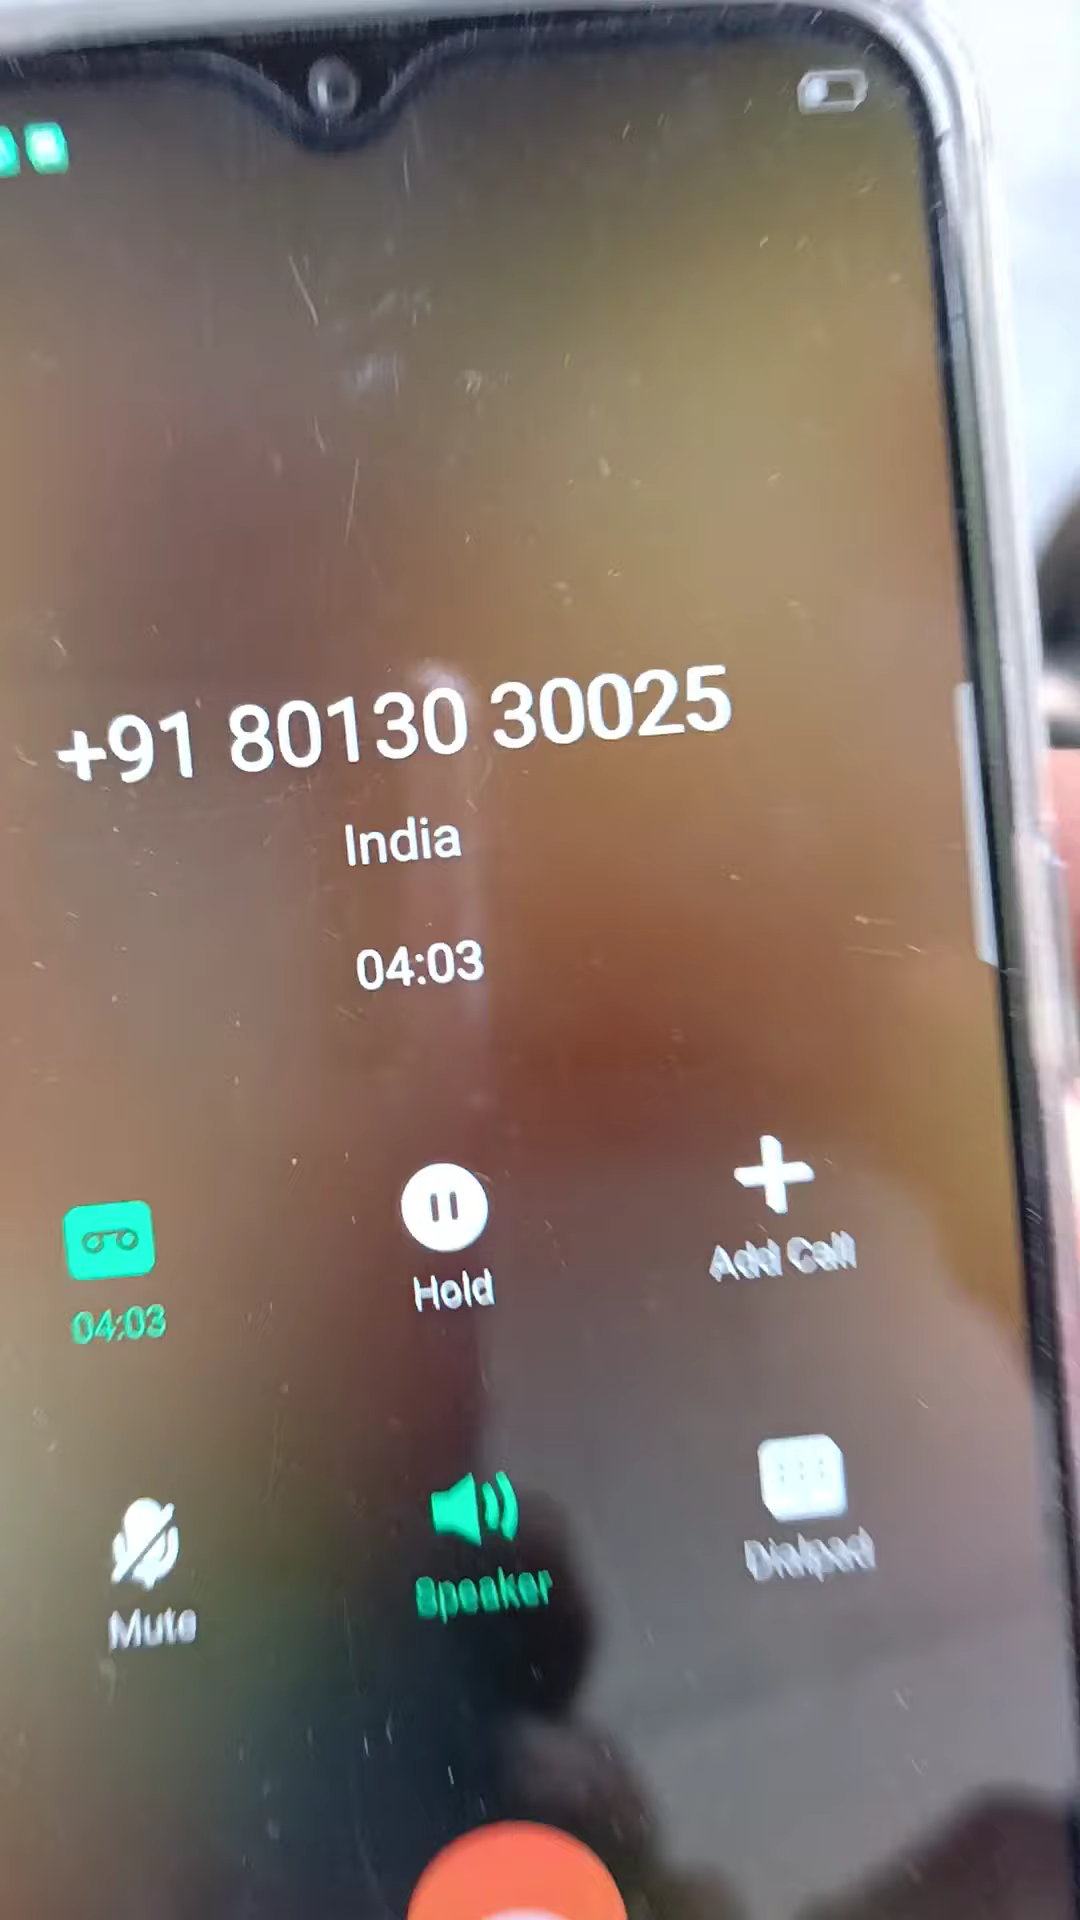 +91 80130 30025
India
04:03
Hold
Add Call
04:03
Mute
Speaker
Dialpad